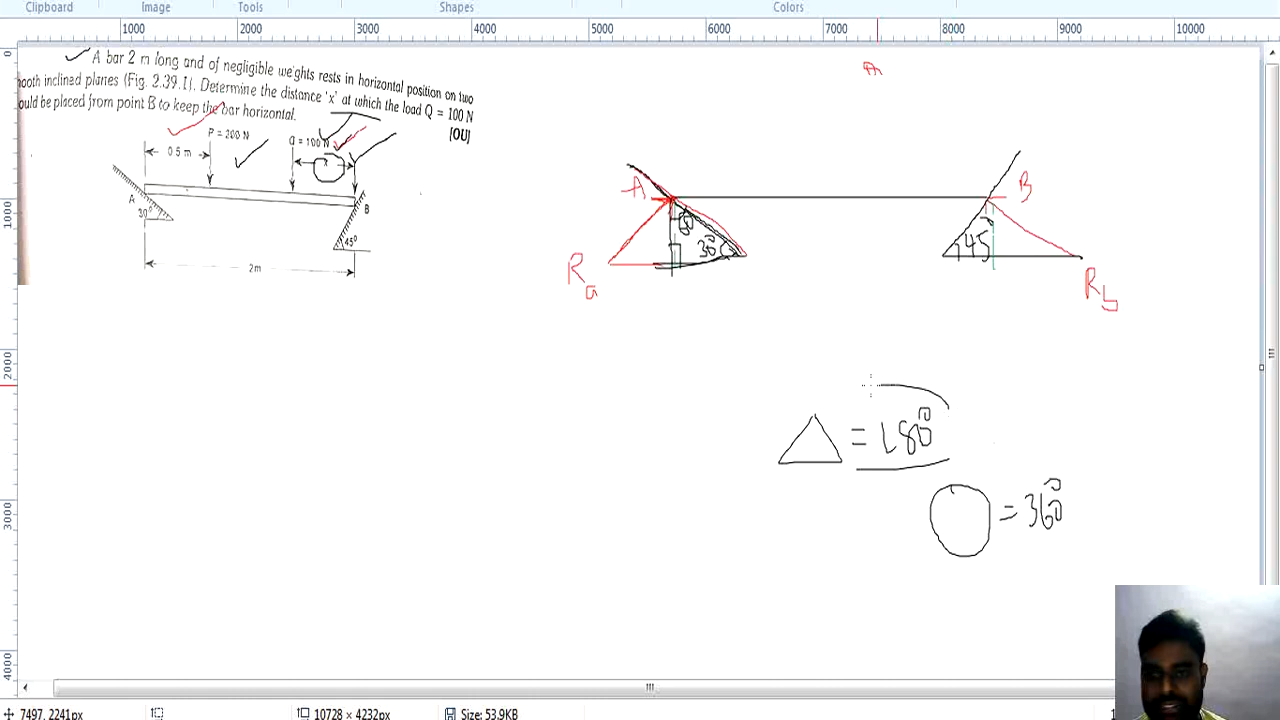 Clipboard
Image
Tools
Shapes
Colors
1000
2000
3000
4000
5000
6000
7000
8000
9000
10000
0
1000
2000
3000
4000
A bar 2 m long and of negligible weights rests in horizontal position on two
ooth inclined planes (Fig. 2.39.1). Determine the distance 'x' at which the load Q = 100 N
ould be placed from point B to keep the bar horizontal.
[OU]
P = 200 N
Q = 100 N
0.5 m
x
A
30°
B
45°
2m
A
B
60
30°
45°
Ra
Rb
= 180°
= 360°
7497, 2241px
10728 × 4232px
Size: 53.9KB